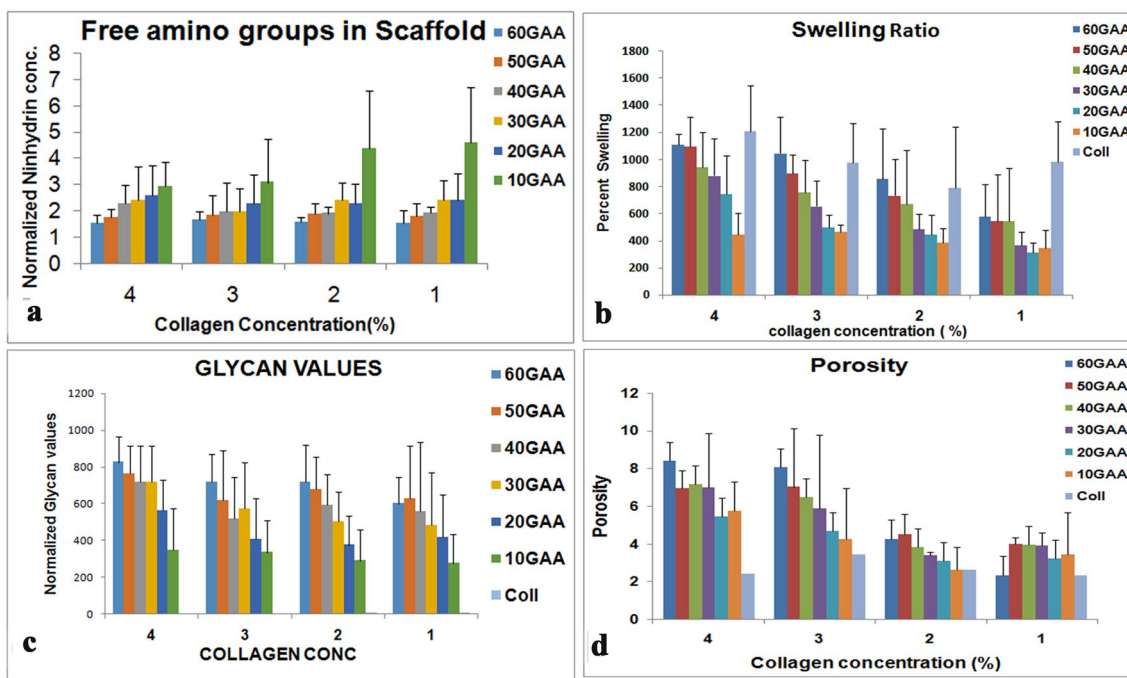 Free amino groups in Scaffold
Normalized Ninhydrin conc.
8
7
6
5
4
3
2
1
0
4 3 2 1
Collagen Concentration(%)
60GAA
50GAA
40GAA
30GAA
20GAA
10GAA
a
Swelling Ratio
Percent Swelling
1800
1600
1400
1200
1000
800
600
400
200
0
4 3 2 1
collagen concentration ( %)
60GAA
50GAA
40GAA
30GAA
20GAA
10GAA
Coll
b
GLYCAN VALUES
Normalized Glycan values
1200
1000
800
600
400
200
0
4 3 2 1
COLLAGEN CONC
60GAA
50GAA
40GAA
30GAA
20GAA
10GAA
Coll
c
Porosity
Porosity
12
10
8
6
4
2
0
4 3 2 1
Collagen concentration (%)
60GAA
50GAA
40GAA
30GAA
20GAA
10GAA
Coll
d